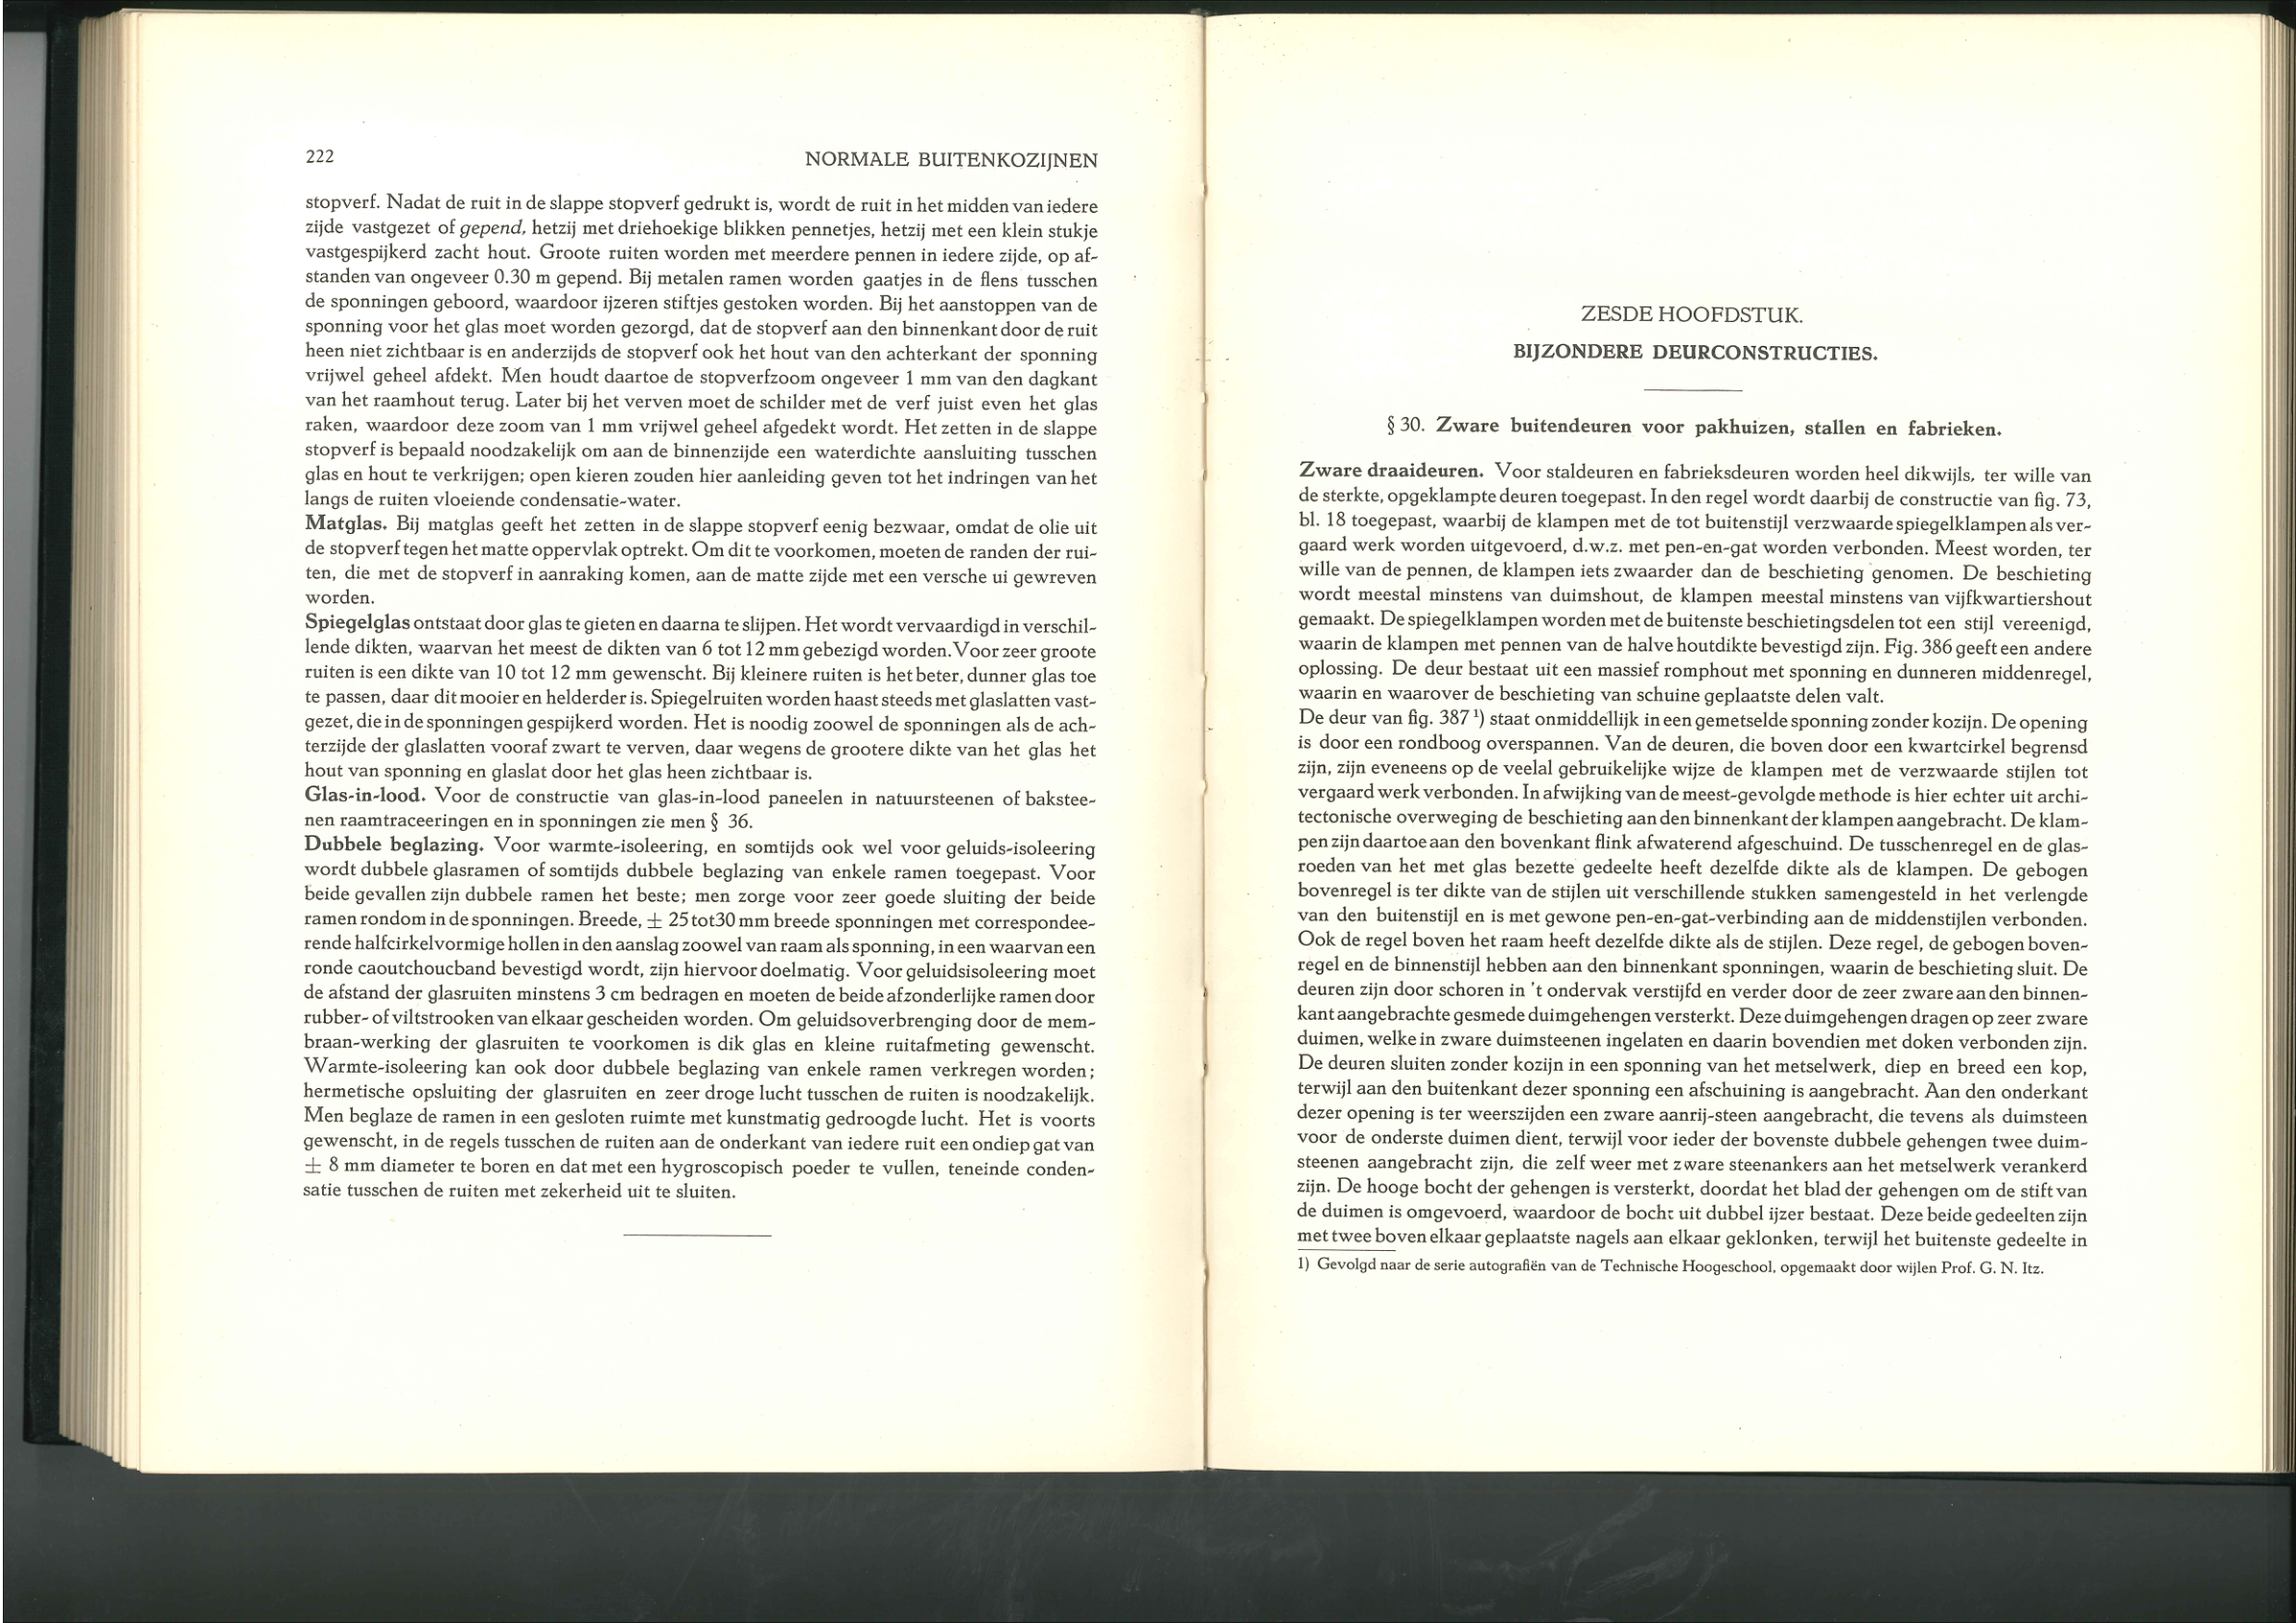 222
NORMALE BUITENKOZIJNEN
stopverf. Nadat de ruit in de slappe stopverf gedrukt is, wordt de ruit in het midden van iedere
zijde vastgezet of gepend, hetzij met driehoekige blikken pennetjes, hetzij met een klein stukje
vastgespijkerd zacht hout. Groote ruiten worden met meerdere pennen in iedere zijde, op af-
standen van ongeveer 0.30 m gepend. Bij metalen ramen worden gaatjes in de flens tusschen
de sponningen geboord, waardoor ijzeren stiftjes gestoken worden. Bij het aanstoppen van de
sponning voor het glas moet worden gezorgd, dat de stopverf aan den binnenkant door de ruit
heen niet zichtbaar is en anderzijds de stopverf ook het hout van den achterkant der sponning
vrijwel geheel afdekt. Men houdt daartoe de stopverfzoom ongeveer 1 mm van den dagkant
van het raamhout terug. Later bij het verven moet de schilder met de verf juist even het glas
raken, waardoor deze zoom van 1 mm vrijwel geheel afgedekt wordt. Het zetten in de slappe
stopverf is bepaald noodzakelijk om aan de binnenzijde een waterdichte aansluiting tusschen
glas en hout te verkrijgen; open kieren zouden hier aanleiding geven tot het indringen van het
langs de ruiten vloeiende condensatie-water.
Matglas. Bij matglas geeft het zetten in de slappe stopverf eenig bezwaar, omdat de olie uit
de stopverf tegen het matte oppervlak optrekt. Om dit te voorkomen, moeten de randen der rui-
ten, die met de stopverf in aanraking komen, aan de matte zijde met een versche ui gewreven
worden.
Spiegelglas ontstaat door glas te gieten en daarna te slijpen. Het wordt vervaardigd in verschil-
lende dikten, waarvan het meest de dikten van 6 tot 12 mm gebezigd worden. Voor zeer groote
ruiten is een dikte van 10 tot 12 mm gewenscht. Bij kleinere ruiten is het beter, dunner glas toe
te passen, daar dit mooier en helderder is. Spiegelruiten worden haast steeds met glaslatten vast-
gezet, die in de sponningen gespijkerd worden. Het is noodig zoowel de sponningen als de ach-
terzijde der glaslatten vooraf zwart te verven, daar wegens de grootere dikte van het glas het
hout van sponning en glaslat door het glas heen zichtbaar is.
Glas-in-lood. Voor de constructie van glas-in-lood paneelen in natuursteenen of bakstee-
nen raamtraceeringen en in sponningen zie men § 36.
Dubbele beglazing. Voor warmte-isoleering, en somtijds ook wel voor geluids-isoleering
wordt dubbele glasramen of somtijds dubbele beglazing van enkele ramen toegepast. Voor
beide gevallen zijn dubbele ramen het beste; men zorge voor zeer goede sluiting der beide
ramen rondom in de sponningen. Breede, ± 25 tot 30 mm breede sponningen met correspondee-
rende halfcirkelvormige hollen in den aanslag zoowel van raam als sponning, in een waarvan een
ronde caoutchoucband bevestigd wordt, zijn hiervoor doelmatig. Voor geluidsisoleering moet
de afstand der glasruiten minstens 3 cm bedragen en moeten de beide afzonderlijke ramen door
rubber- of viltstrooken van elkaar gescheiden worden. Om geluidsoverbrenging door de mem-
braan-werking der glasruiten te voorkomen is dik glas en kleine ruitafmeting gewenscht.
Warmte-isoleering kan ook door dubbele beglazing van enkele ramen verkregen worden;
hermetische opsluiting der glasruiten en zeer droge lucht tusschen de ruiten is noodzakelijk.
Men beglaze de ramen in een gesloten ruimte met kunstmatig gedroogde lucht. Het is voorts
gewenscht, in de regels tusschen de ruiten aan de onderkant van iedere ruit een ondiep gat van
± 8 mm diameter te boren en dat met een hygroscopisch poeder te vullen, teneinde conden-
satie tusschen de ruiten met zekerheid uit te sluiten.
ZESDE HOOFDSTUK.
BIJZONDERE DEURCONSTRUCTIES.
§ 30. Zware buitendeuren voor pakhuizen, stallen en fabrieken.
Zware draaideuren. Voor staldeuren en fabrieksdeuren worden heel dikwijls, ter wille van
de sterkte, opgeklampte deuren toegepast. In den regel wordt daarbij de constructie van fig. 73,
bl. 18 toegepast, waarbij de klampen met de tot buitenstijl verzwaarde spiegelklampen als ver-
gaard werk worden uitgevoerd, d.w.z. met pen-en-gat worden verbonden. Meest worden, ter
wille van de pennen, de klampen iets zwaarder dan de beschieting genomen. De beschieting
wordt meestal minstens van duimshout, de klampen meestal minstens van vijfkwartiershout
gemaakt. De spiegelklampen worden met de buitenste beschietingsdelen tot een stijl vereenigd,
waarin de klampen met pennen van de halve houtdikte bevestigd zijn. Fig. 386 geeft een andere
oplossing. De deur bestaat uit een massief romphout met sponning en dunneren middenregel,
waarin en waarover de beschieting van schuine geplaatste delen valt.
De deur van fig. 387 ¹) staat onmiddellijk in een gemetselde sponning zonder kozijn. De opening
is door een rondboog overspannen. Van de deuren, die boven door een kwartcirkel begrensd
zijn, zijn eveneens op de veelal gebruikelijke wijze de klampen met de verzwaarde stijlen tot
vergaard werk verbonden. In afwijking van de meest-gevolgde methode is hier echter uit archi-
tectonische overweging de beschieting aan den binnenkant der klampen aangebracht. De klam-
pen zijn daartoe aan den bovenkant flink afwaterend afgeschuind. De tusschenregel en de glas-
roeden van het met glas bezette gedeelte heeft dezelfde dikte als de klampen. De gebogen
bovenregel is ter dikte van de stijlen uit verschillende stukken samengesteld in het verlengde
van den buitenstijl en is met gewone pen-en-gat-verbinding aan de middenstijlen verbonden.
Ook de regel boven het raam heeft dezelfde dikte als de stijlen. Deze regel, de gebogen boven-
regel en de binnenstijl hebben aan den binnenkant sponningen, waarin de beschieting sluit. De
deuren zijn door schoren in 't ondervak verstijfd en verder door de zeer zware aan den binnen-
kant aangebrachte gesmede duimgehengen versterkt. Deze duimgehengen dragen op zeer zware
duimen, welke in zware duimsteenen ingelaten en daarin bovendien met doken verbonden zijn.
De deuren sluiten zonder kozijn in een sponning van het metselwerk, diep en breed een kop,
terwijl aan den buitenkant dezer sponning een afschuining is aangebracht. Aan den onderkant
dezer opening is ter weerszijden een zware aanrij-steen aangebracht, die tevens als duimsteen
voor de onderste duimen dient, terwijl voor ieder der bovenste dubbele gehengen twee duim-
steenen aangebracht zijn, die zelf weer met zware steenankers aan het metselwerk verankerd
zijn. De hooge bocht der gehengen is versterkt, doordat het blad der gehengen om de stift van
de duimen is omgevoerd, waardoor de bocht uit dubbel ijzer bestaat. Deze beide gedeelten zijn
met twee boven elkaar geplaatste nagels aan elkaar geklonken, terwijl het buitenste gedeelte in
1) Gevolgd naar de serie autografiën van de Technische Hoogeschool, opgemaakt door wijlen Prof. G. N. Itz.